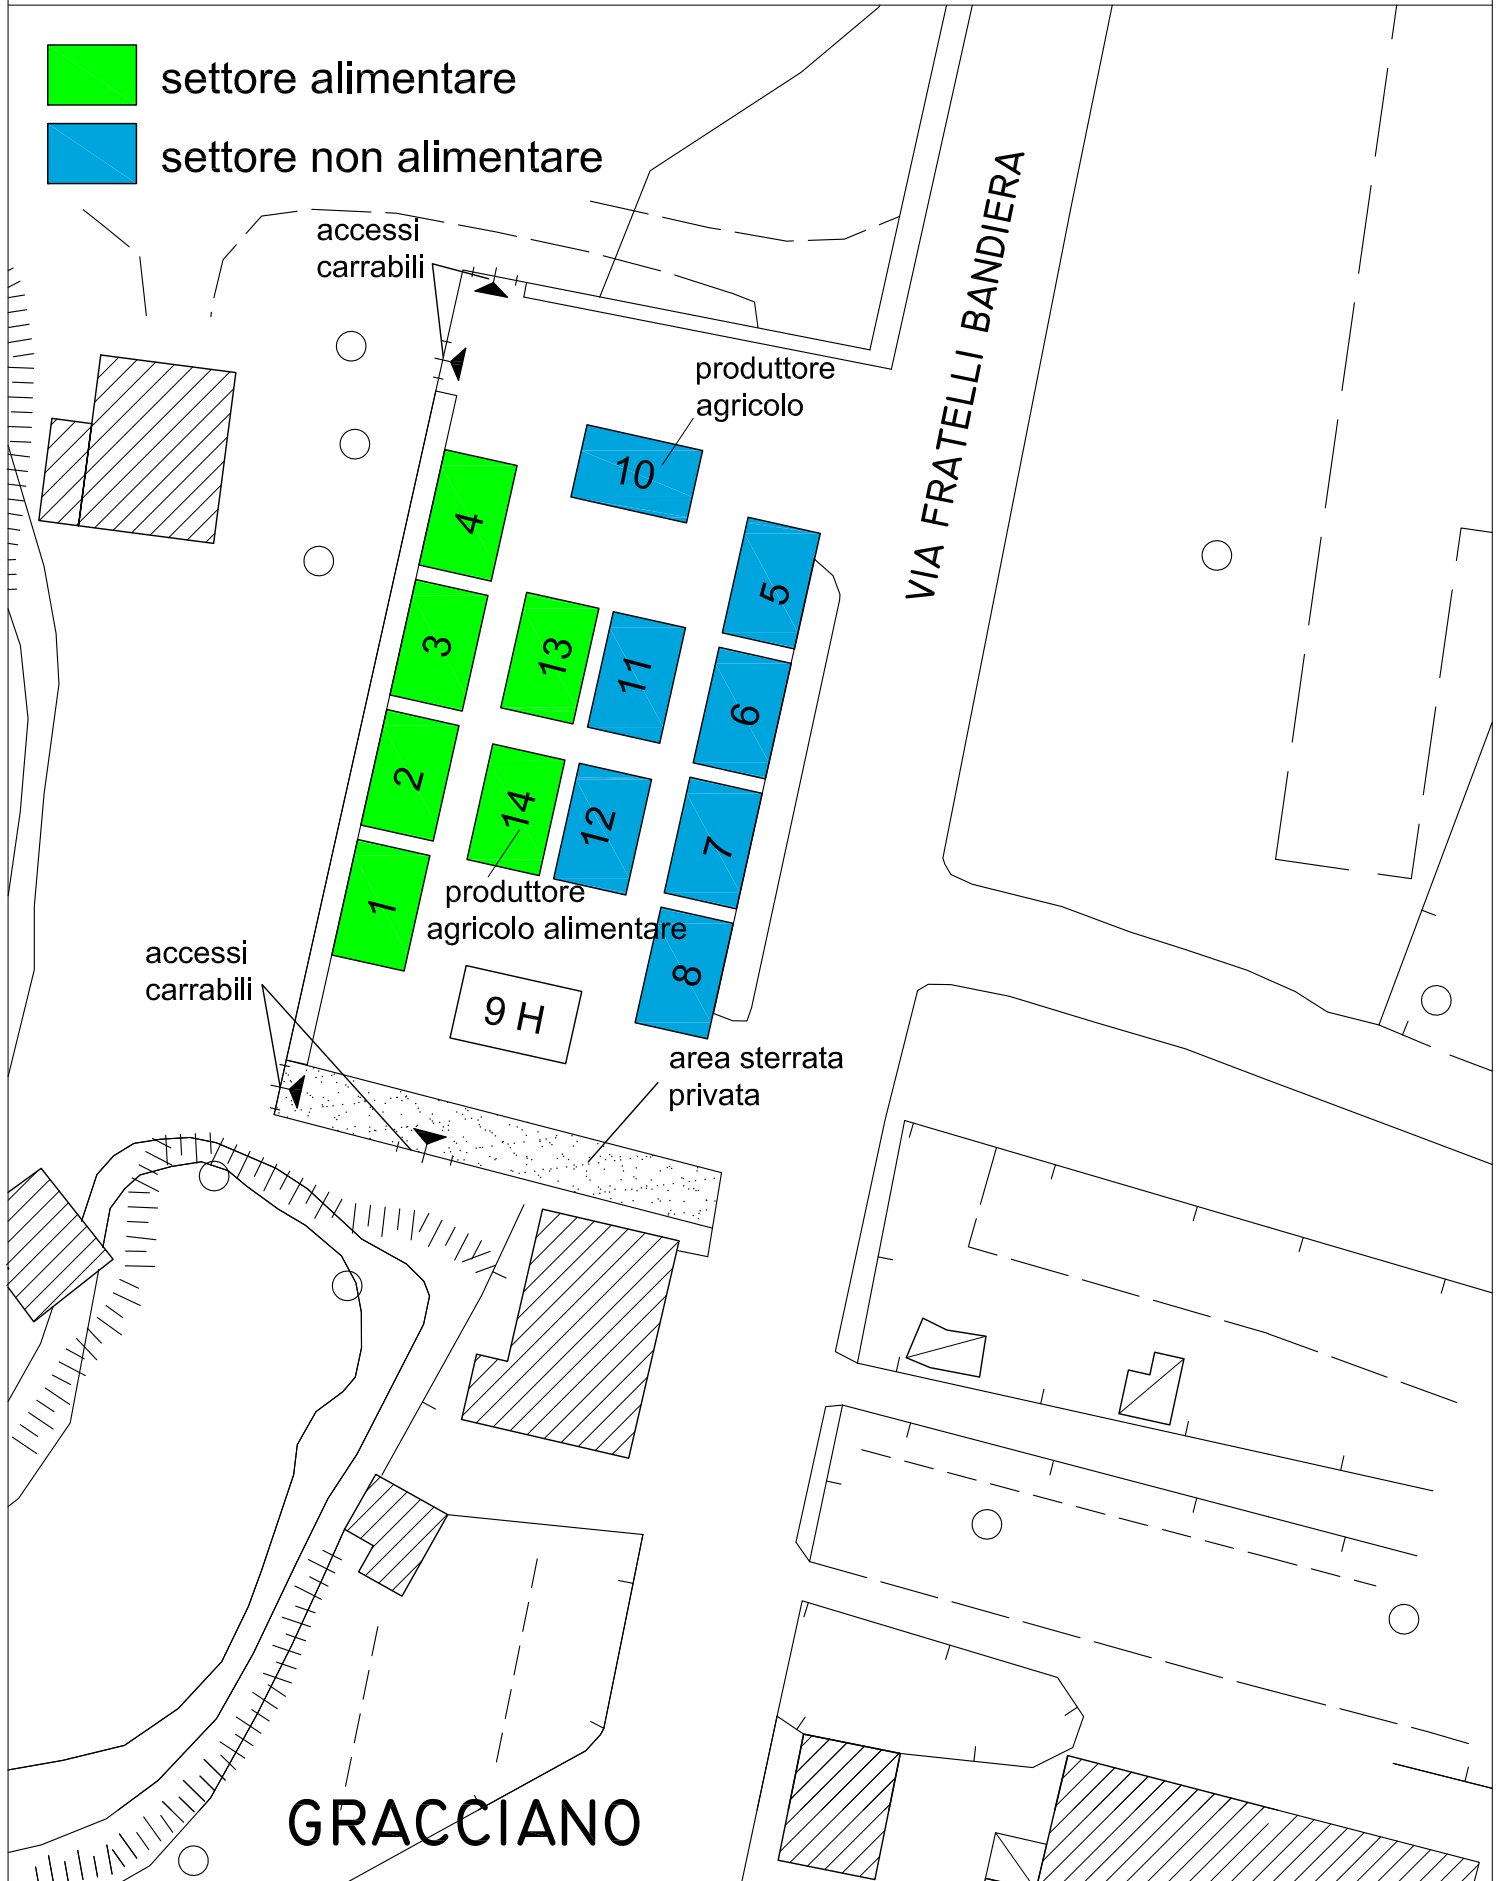 settore alimentare
settore non alimentare
accessi
carrabili
VIA FRATELLI BANDIERA
produttore
agricolo
10
4
5
3
13
11
6
2
14
12
7
1
produttore
agricolo alimentare
8
accessi
carrabili
9 H
area sterrata
privata
GRACCIANO